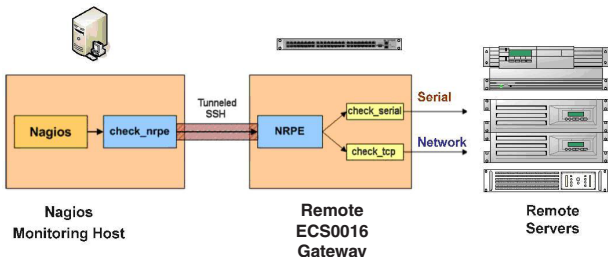 Nagios
check_nrpe
Tunneled
SSH
NRPE
check_serial
check_tcp
Serial
Network
Nagios
Monitoring Host
Remote
ECS0016
Gateway
Remote
Servers